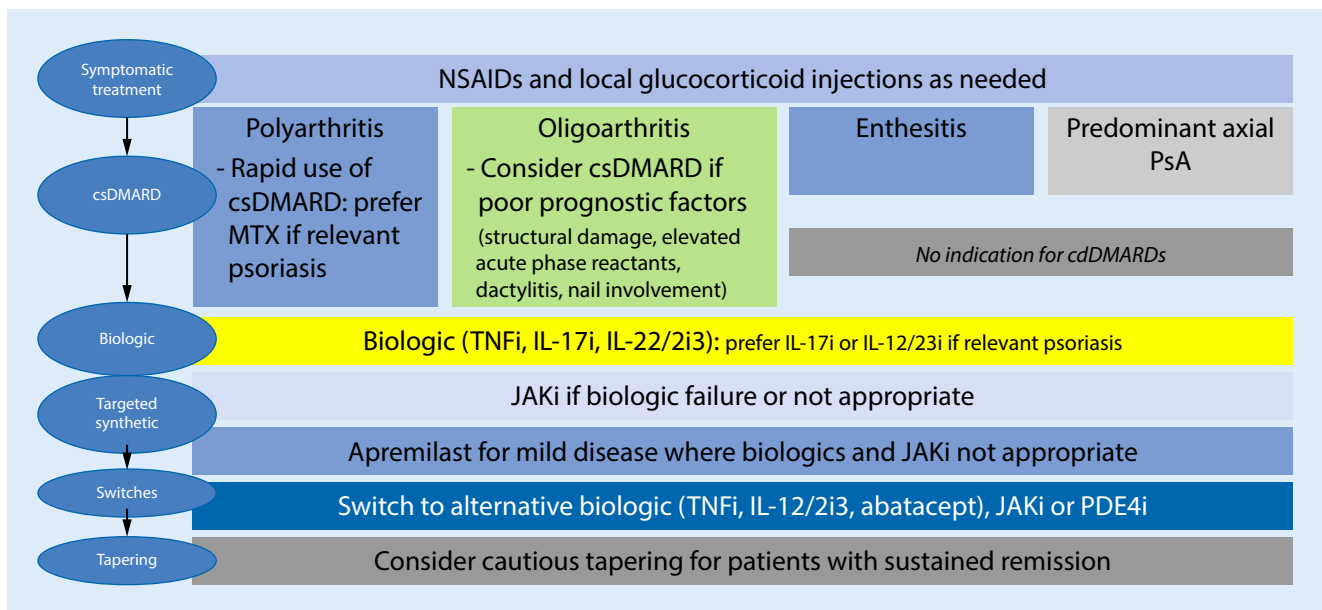 Symptomatic
treatment
NSAIDs and local glucocorticoid injections as needed
csDMARD
Polyarthritis
- Rapid use of
csDMARD: prefer
MTX if relevant
psoriasis
Oligoarthritis
- Consider csDMARD if
poor prognostic factors
(structural damage, elevated
acute phase reactants,
dactylitis, nail involvement)
Enthesitis
Predominant axial
PsA
No indication for cdDMARDs
Biologic
Biologic (TNFi, IL-17i, IL-22/2i3): prefer IL-17i or IL-12/23i if relevant psoriasis
Targeted
synthetic
JAKi if biologic failure or not appropriate
Apremilast for mild disease where biologics and JAKi not appropriate
Switches
Switch to alternative biologic (TNFi, IL-12/2i3, abatacept), JAKi or PDE4i
Tapering
Consider cautious tapering for patients with sustained remission